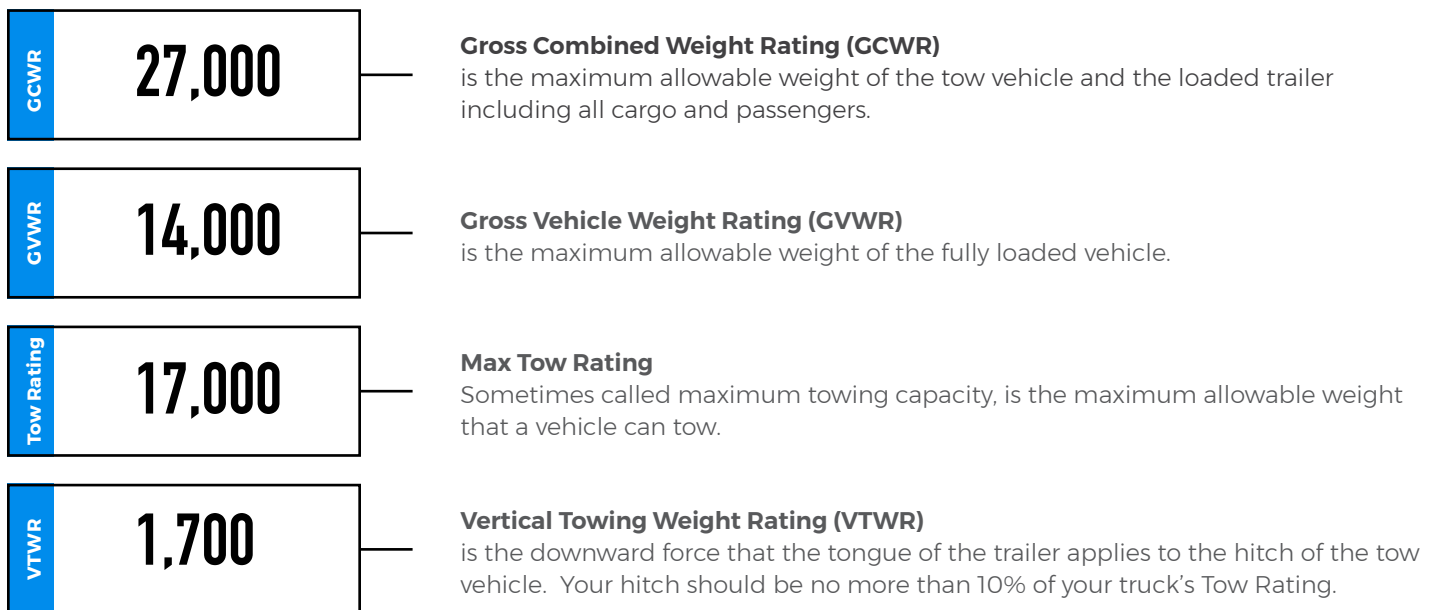 GCWR
27,000
Gross Combined Weight Rating (GCWR)
is the maximum allowable weight of the tow vehicle and the loaded trailer
including all cargo and passengers.
GVWR
14,000
Gross Vehicle Weight Rating (GVWR)
is the maximum allowable weight of the fully loaded vehicle.
Tow Rating
17,000
Max Tow Rating
Sometimes called maximum towing capacity, is the maximum allowable weight
that a vehicle can tow.
VTWR
1,700
Vertical Towing Weight Rating (VTWR)
is the downward force that the tongue of the trailer applies to the hitch of the tow
vehicle.  Your hitch should be no more than 10% of your truck's Tow Rating.